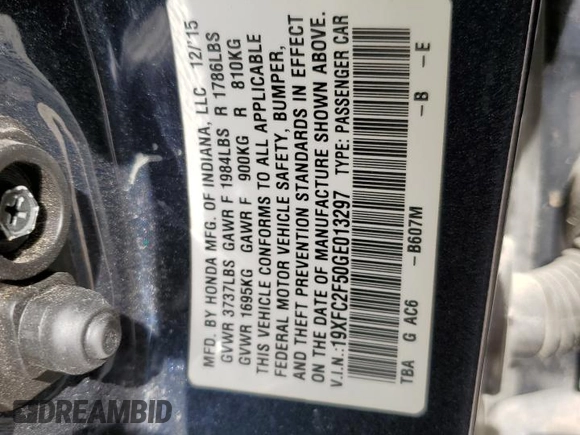 MFD. BY HONDA MFG. OF INDIANA, LLC 12/'15
GVWR 3737LBS GAWR F 1984LBS R 1786LBS
GVWR 1695KG GAWR F 900KG R 810KG
THIS VEHICLE CONFORMS TO ALL APPLICABLE
FEDERAL MOTOR VEHICLE SAFETY, BUMPER,
AND THEFT PREVENTION STANDARDS IN EFFECT
ON THE DATE OF MANUFACTURE SHOWN ABOVE.
V.I.N.:19XFC2F50GE013297 TYPE: PASSENGER CAR
TBA G AC6 -B607M -B -E
DREAMBID